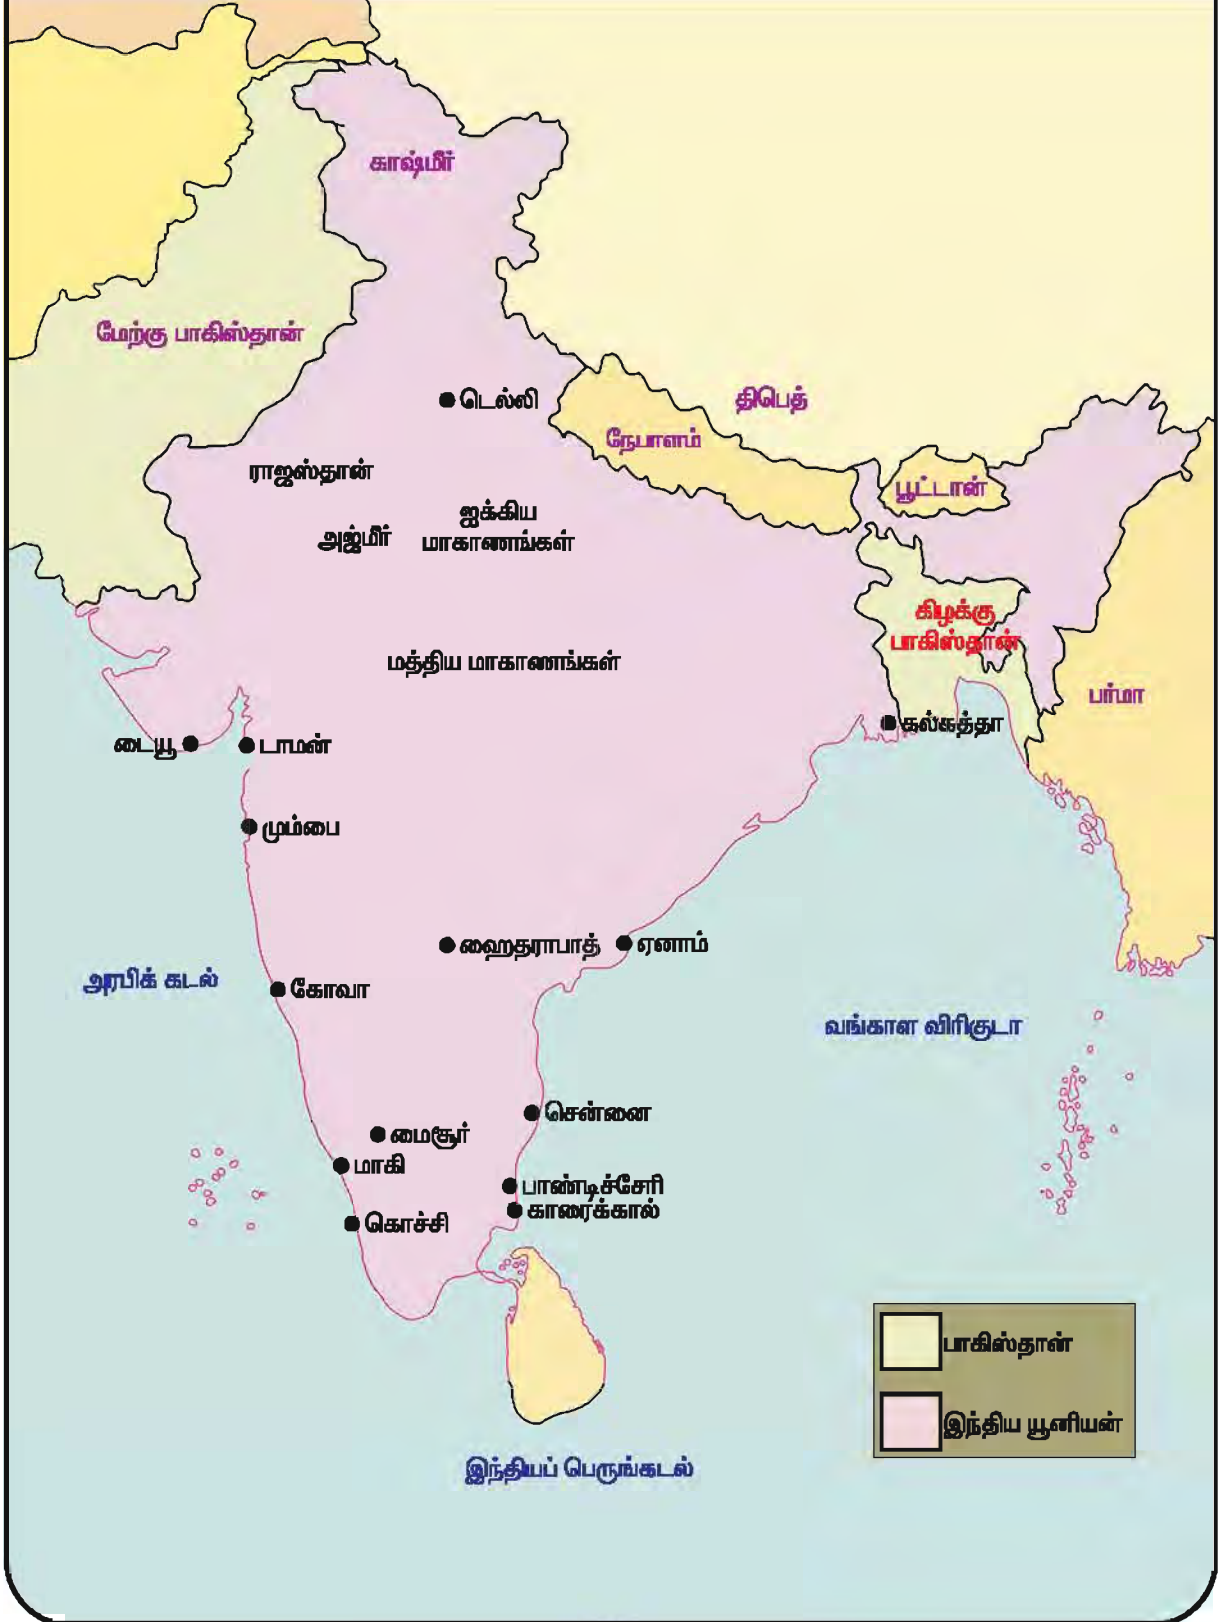 காஷ்மீர்
மேற்கு பாகிஸ்தான்
டெல்லி
திபெத்
நேபாளம்
ராஜஸ்தான்
பூட்டான்
ஐக்கிய
மாகாணங்கள்
அஜ்மீர்
கிழக்கு
பாகிஸ்தான்
மத்திய மாகாணங்கள்
பர்மா
கல்கத்தா
டையூ
டாமன்
மும்பை
ஹைதராபாத்
ஏனாம்
அரபிக் கடல்
கோவா
வங்காள விரிகுடா
சென்னை
மைசூர்
மாகி
பாண்டிச்சேரி
காரைக்கால்
கொச்சி
பாகிஸ்தான்
இந்திய யூனியன்
இந்தியப் பெருங்கடல்